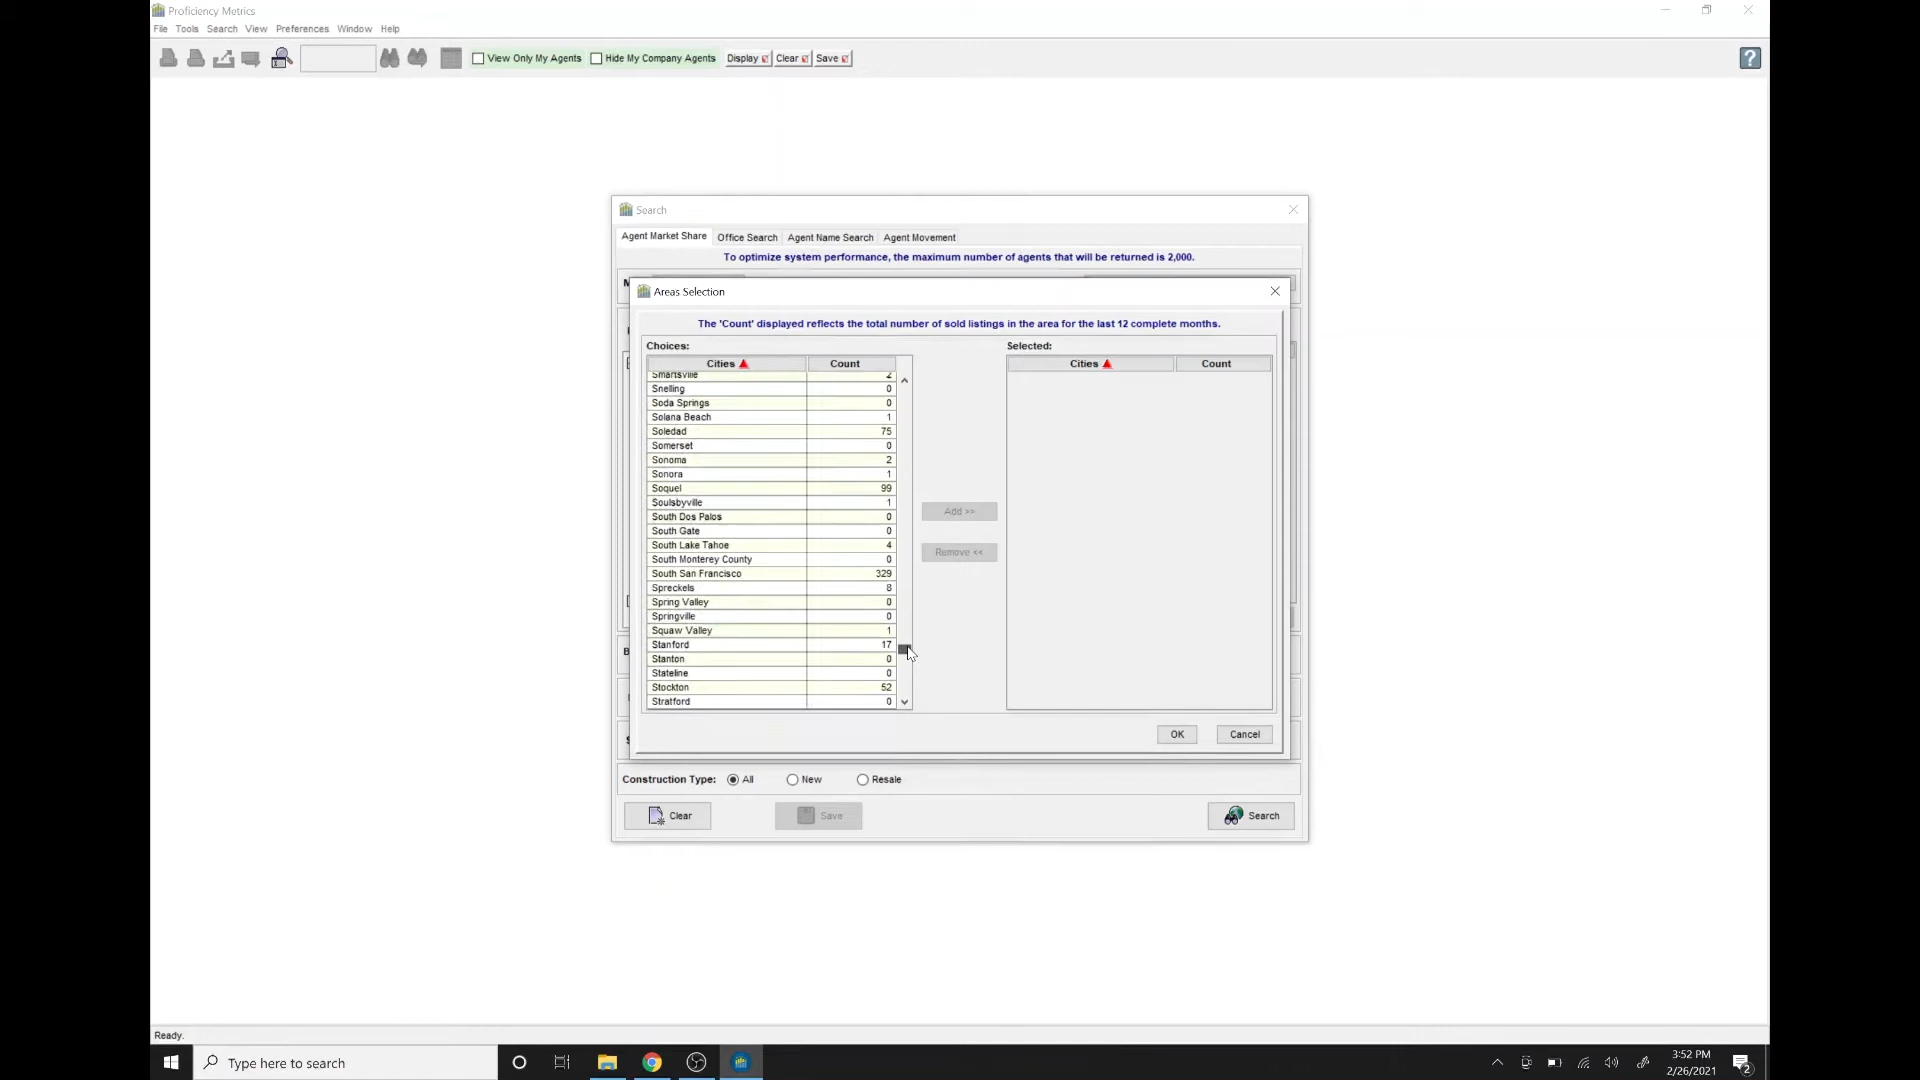 Proficiency Metrics
File Tools Search View Preferences Window Help
View Only My Agents Hide My Company Agents Display Clear Save ?
Search
Agent Market Share Office Search Agent Name Search Agent Movement
To optimize system performance, the maximum number of agents that will be returned is 2,000.
Areas Selection
The 'Count' displayed reflects the total number of sold listings in the area for the last 12 complete months.
Choices: Selected:
Cities Count Cities Count
Smartsville 2
Snelling 0
Soda Springs 0
Solana Beach 1
Soledad 75
Somerset 0
Sonoma 2
Sonora 1
Soquel 99
Soulsbyville 1
Add >>
South Dos Palos 0
South Gate 0
South Lake Tahoe 4
Remove <<
South Monterey County 0
South San Francisco 329
Spreckels 8
Spring Valley 0
Springville 0
Squaw Valley 1
Stanford 17
Stanton 0
Stateline 0
Stockton 52
Stratford 0
OK Cancel
Construction Type: All New Resale
Clear Save Search
Ready.
Type here to search
3:52 PM
2/26/2021
2